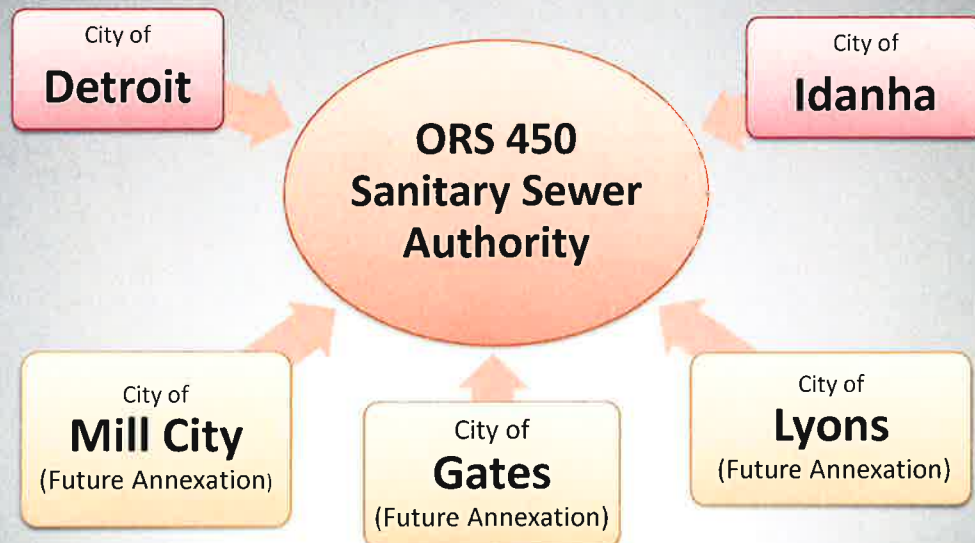 City of
Detroit
City of
Idanha
ORS 450
Sanitary Sewer
Authority
City of
Mill City
(Future Annexation)
City of
Gates
(Future Annexation)
City of
Lyons
(Future Annexation)